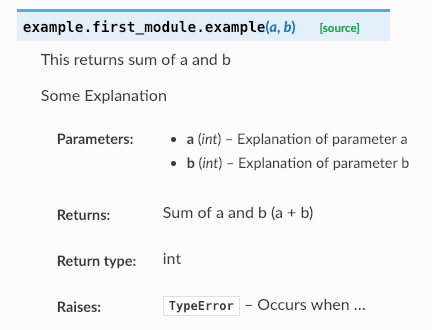 example.first_module.example(a, b) [source]
This returns sum of a and b
Some Explanation
Parameters: • a (int) – Explanation of parameter a
• b (int) – Explanation of parameter b
Returns: Sum of a and b (a + b)
Return type: int
Raises: TypeError – Occurs when ...